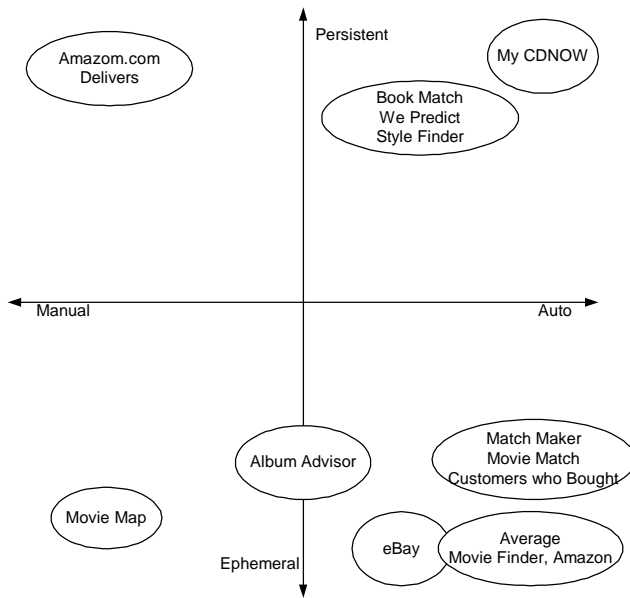 Persistent
Amazom.com
Delivers
My CDNOW
Book Match
We Predict
Style Finder
Manual
Auto
Album Advisor
Match Maker
Movie Match
Customers who Bought
Movie Map
eBay
Average
Movie Finder, Amazon
Ephemeral